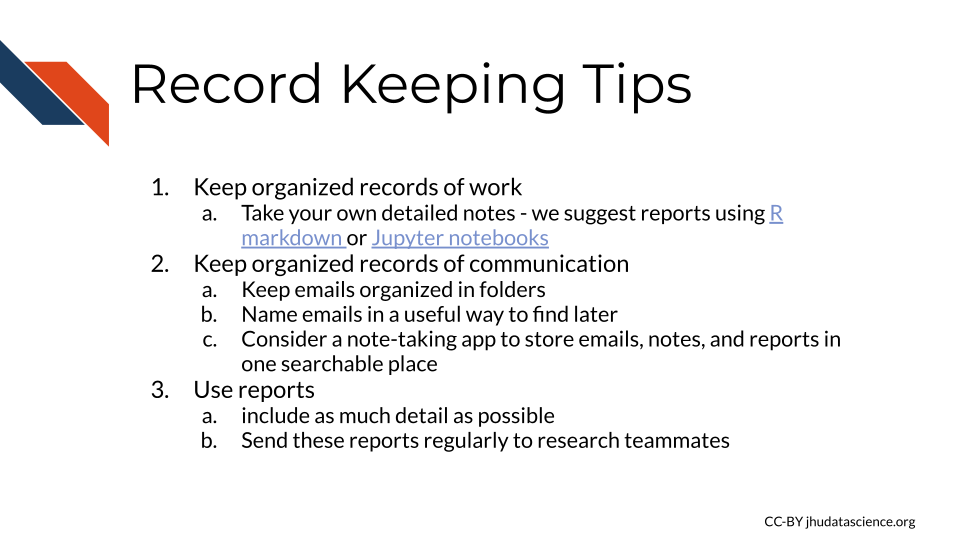 Record Keeping Tips
1. Keep organized records of work
a. Take your own detailed notes - we suggest reports using R
markdown or Jupyter notebooks
2. Keep organized records of communication
a. Keep emails organized in folders
b. Name emails in a useful way to find later
c. Consider a note-taking app to store emails, notes, and reports in
one searchable place
3. Use reports
a. include as much detail as possible
b. Send these reports regularly to research teammates
CC-BY jhudatascience.org